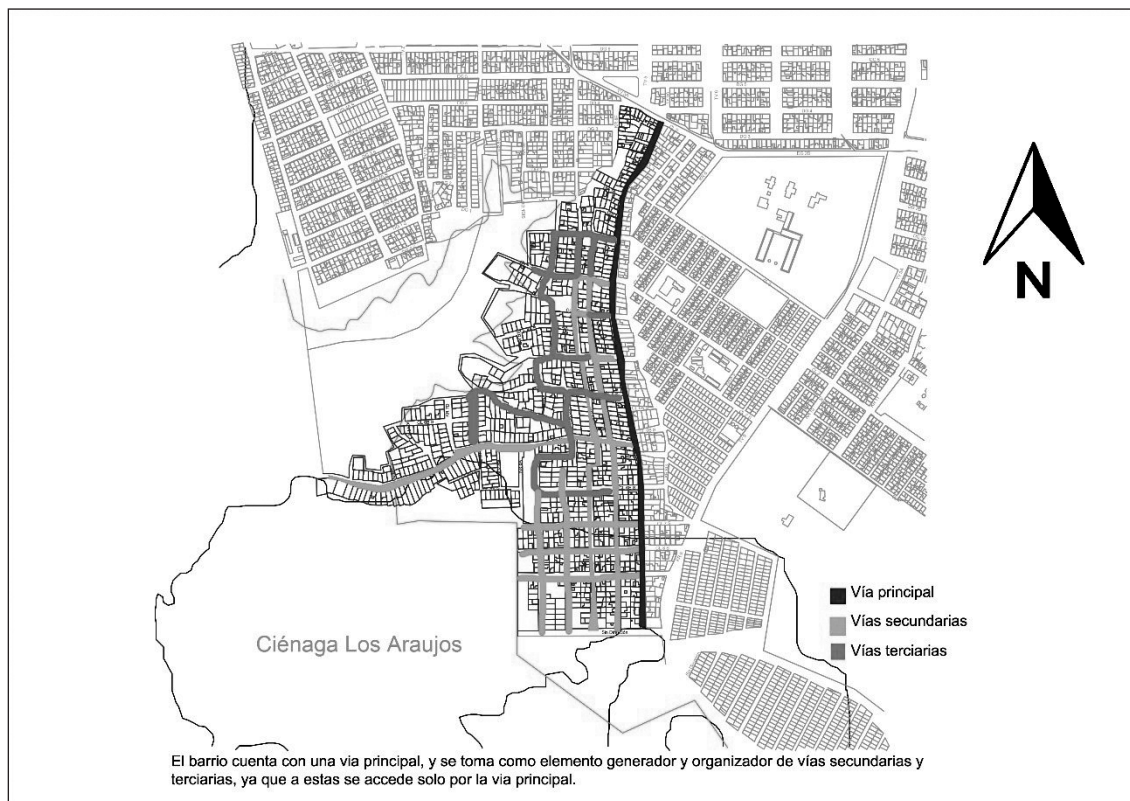 N
Vía principal
Vías secundarias
Vías terciarias
Ciénaga Los Araujos
El barrio cuenta con una via principal, y se toma como elemento generador y organizador de vías secundarias y
terciarias, ya que a estas se accede solo por la via principal.